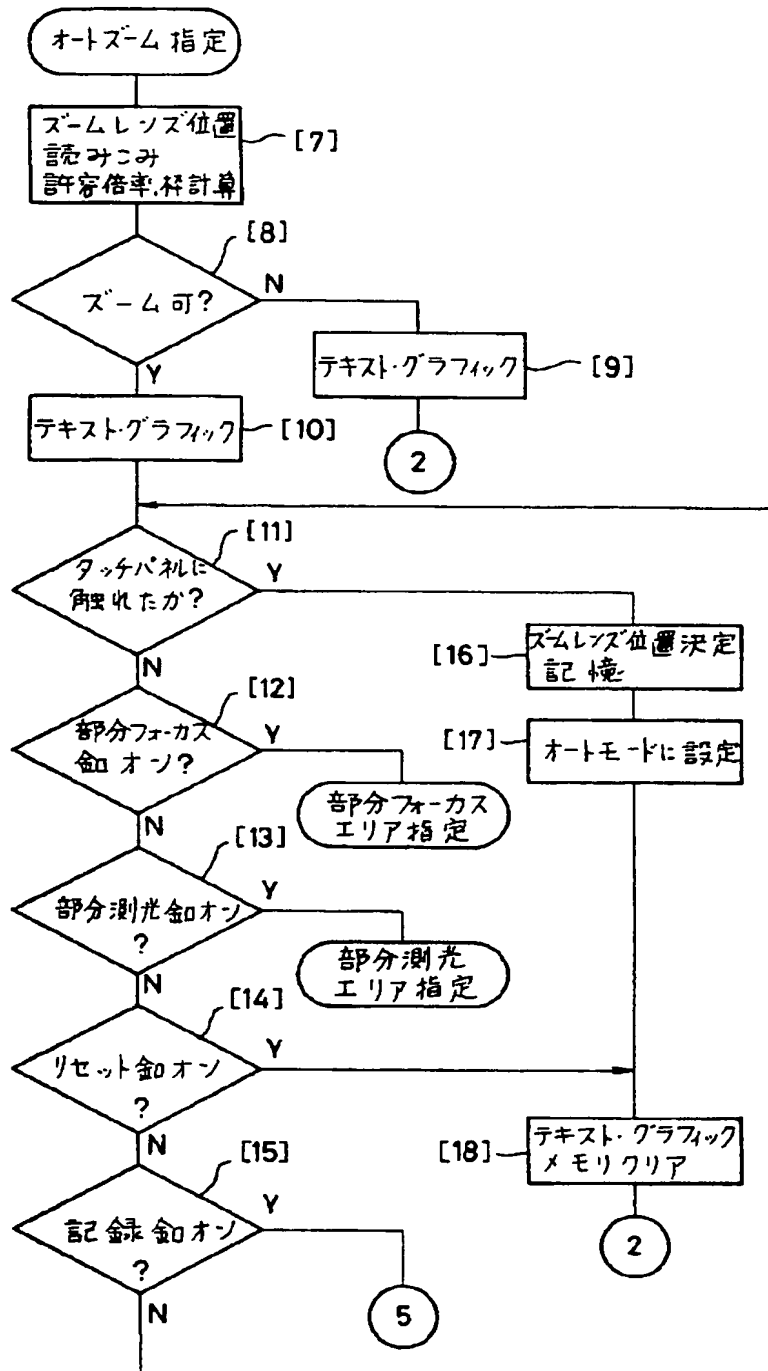 オートズーム 指定
ズームレンズ位置
読みこみ
許容倍率,枠計算
[7]
[8]
ズーム可?
N
Y
テキスト・グラフィック
[9]
2
テキスト・グラフィック
[10]
[11]
タッチパネルに
触れたか?
Y
N
[16]
ズームレンズ位置決定
記憶
[17]
オートモードに設定
[12]
部分フォーカス
釦オン?
Y
N
部分フォーカス
エリア指定
[13]
部分測光釦オン
?
Y
N
部分測光
エリア指定
[14]
リセット釦オン
?
Y
N
[18]
テキスト・グラフィック
メモリクリア
2
[15]
記録釦オン
?
Y
N
5